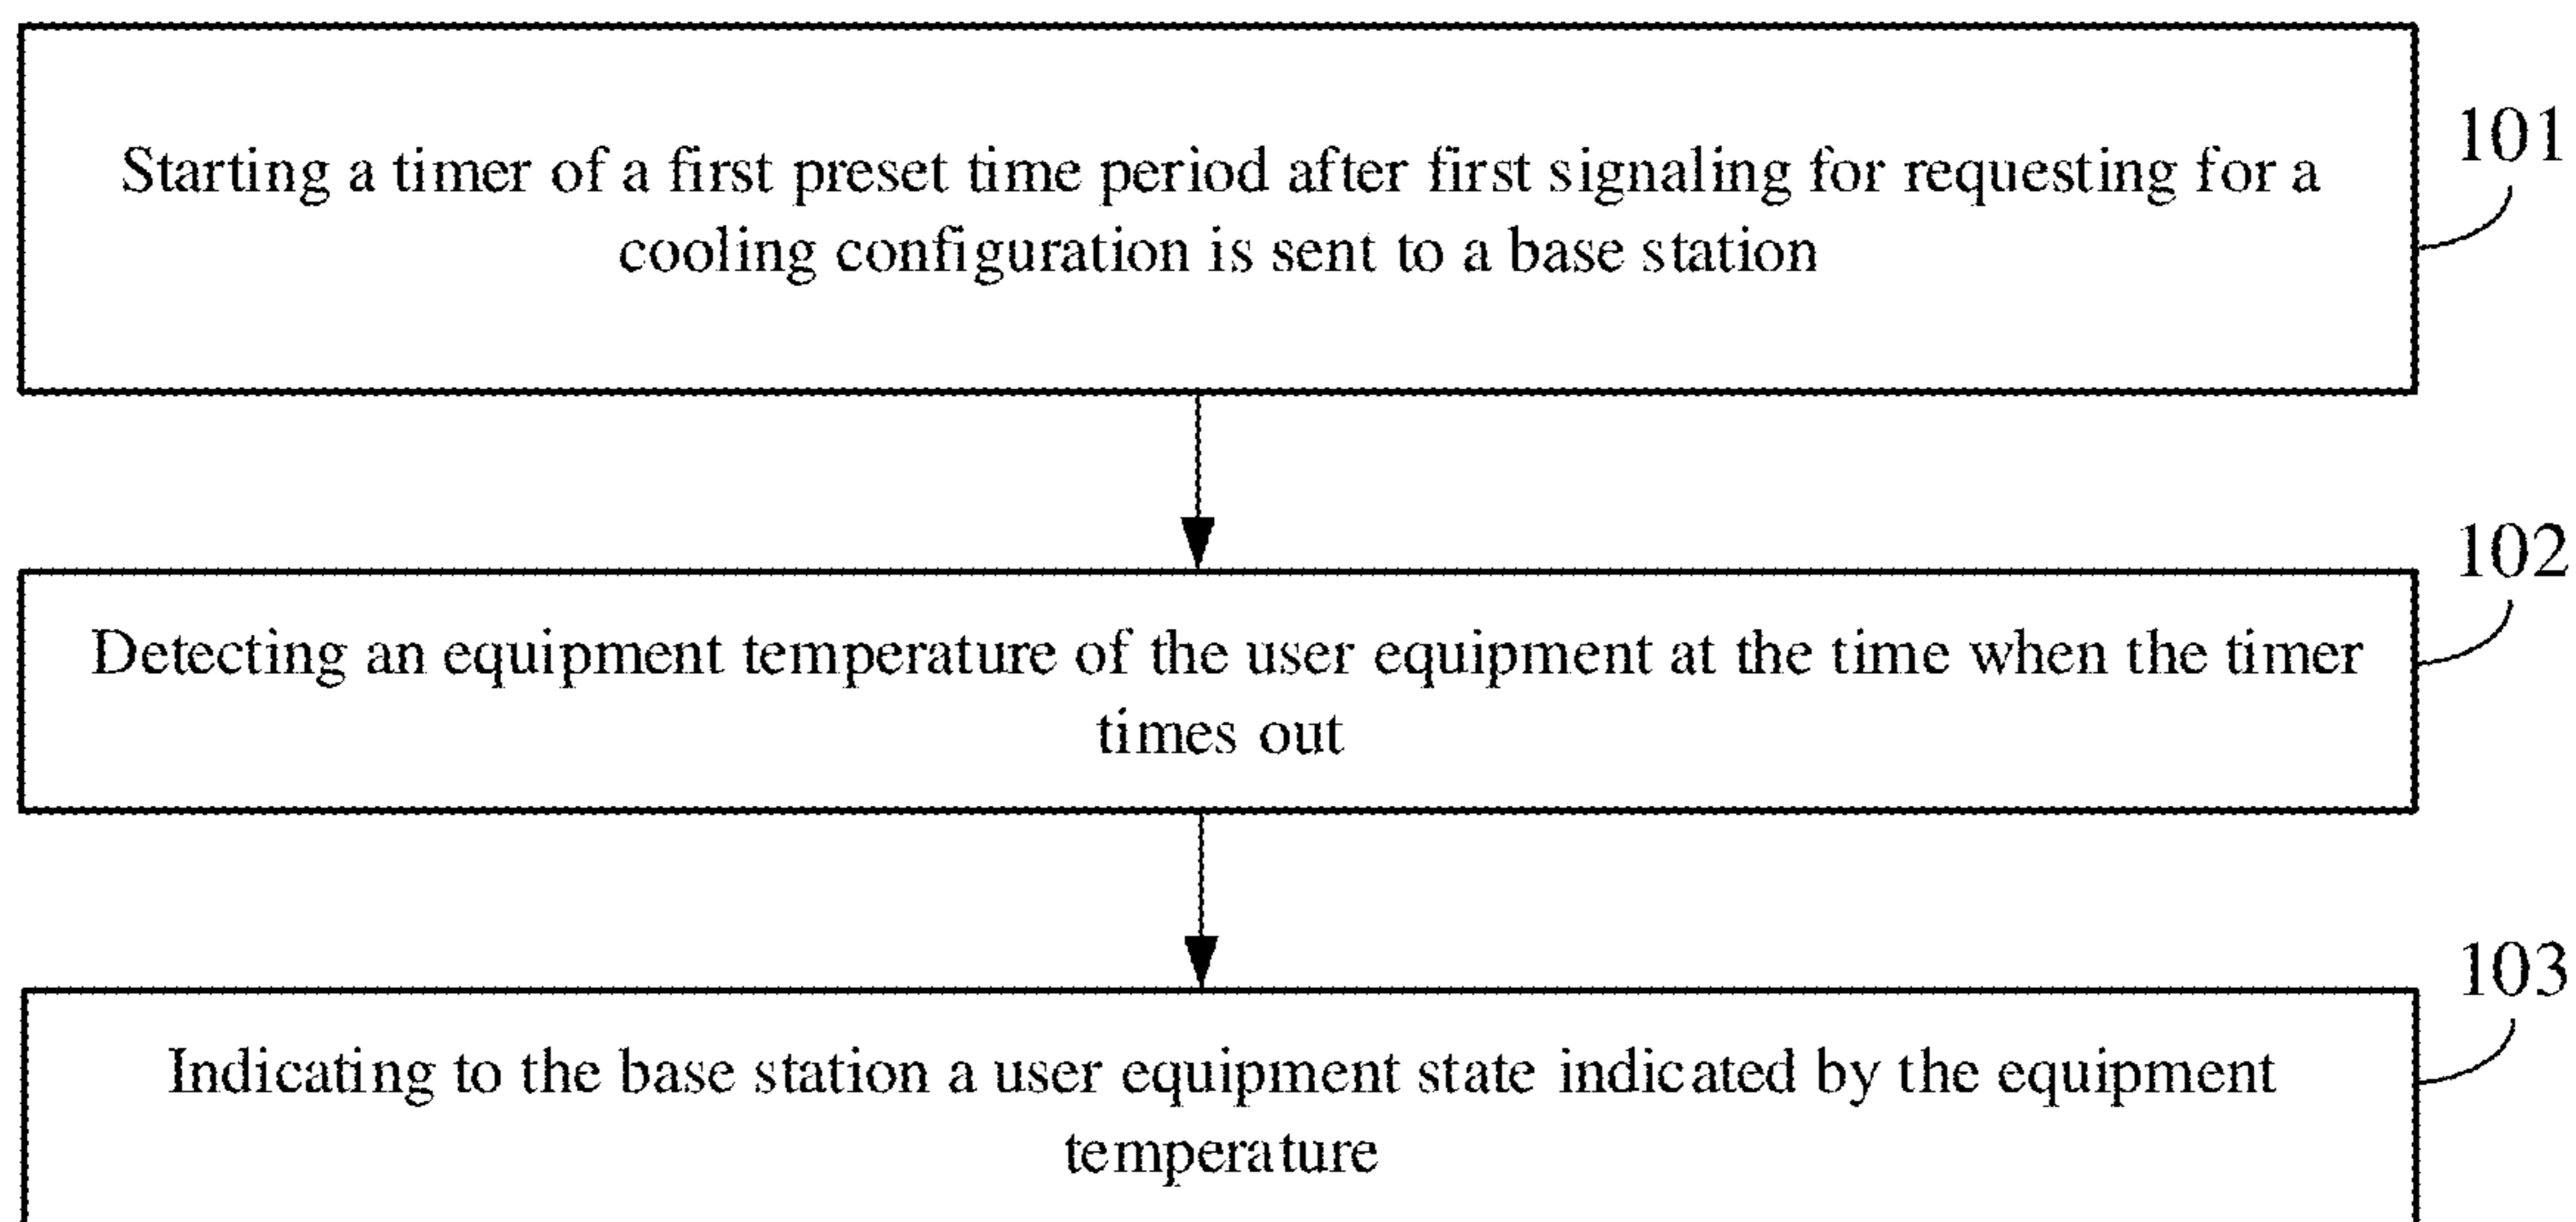 Starting a timer of a first preset time period after first signaling for requesting for a
cooling configuration is sent to a base station
101
Detecting an equipment temperature of the user equipment at the time when the timer
times out
102
Indicating to the base station a user equipment state indicated by the equipment
temperature
103